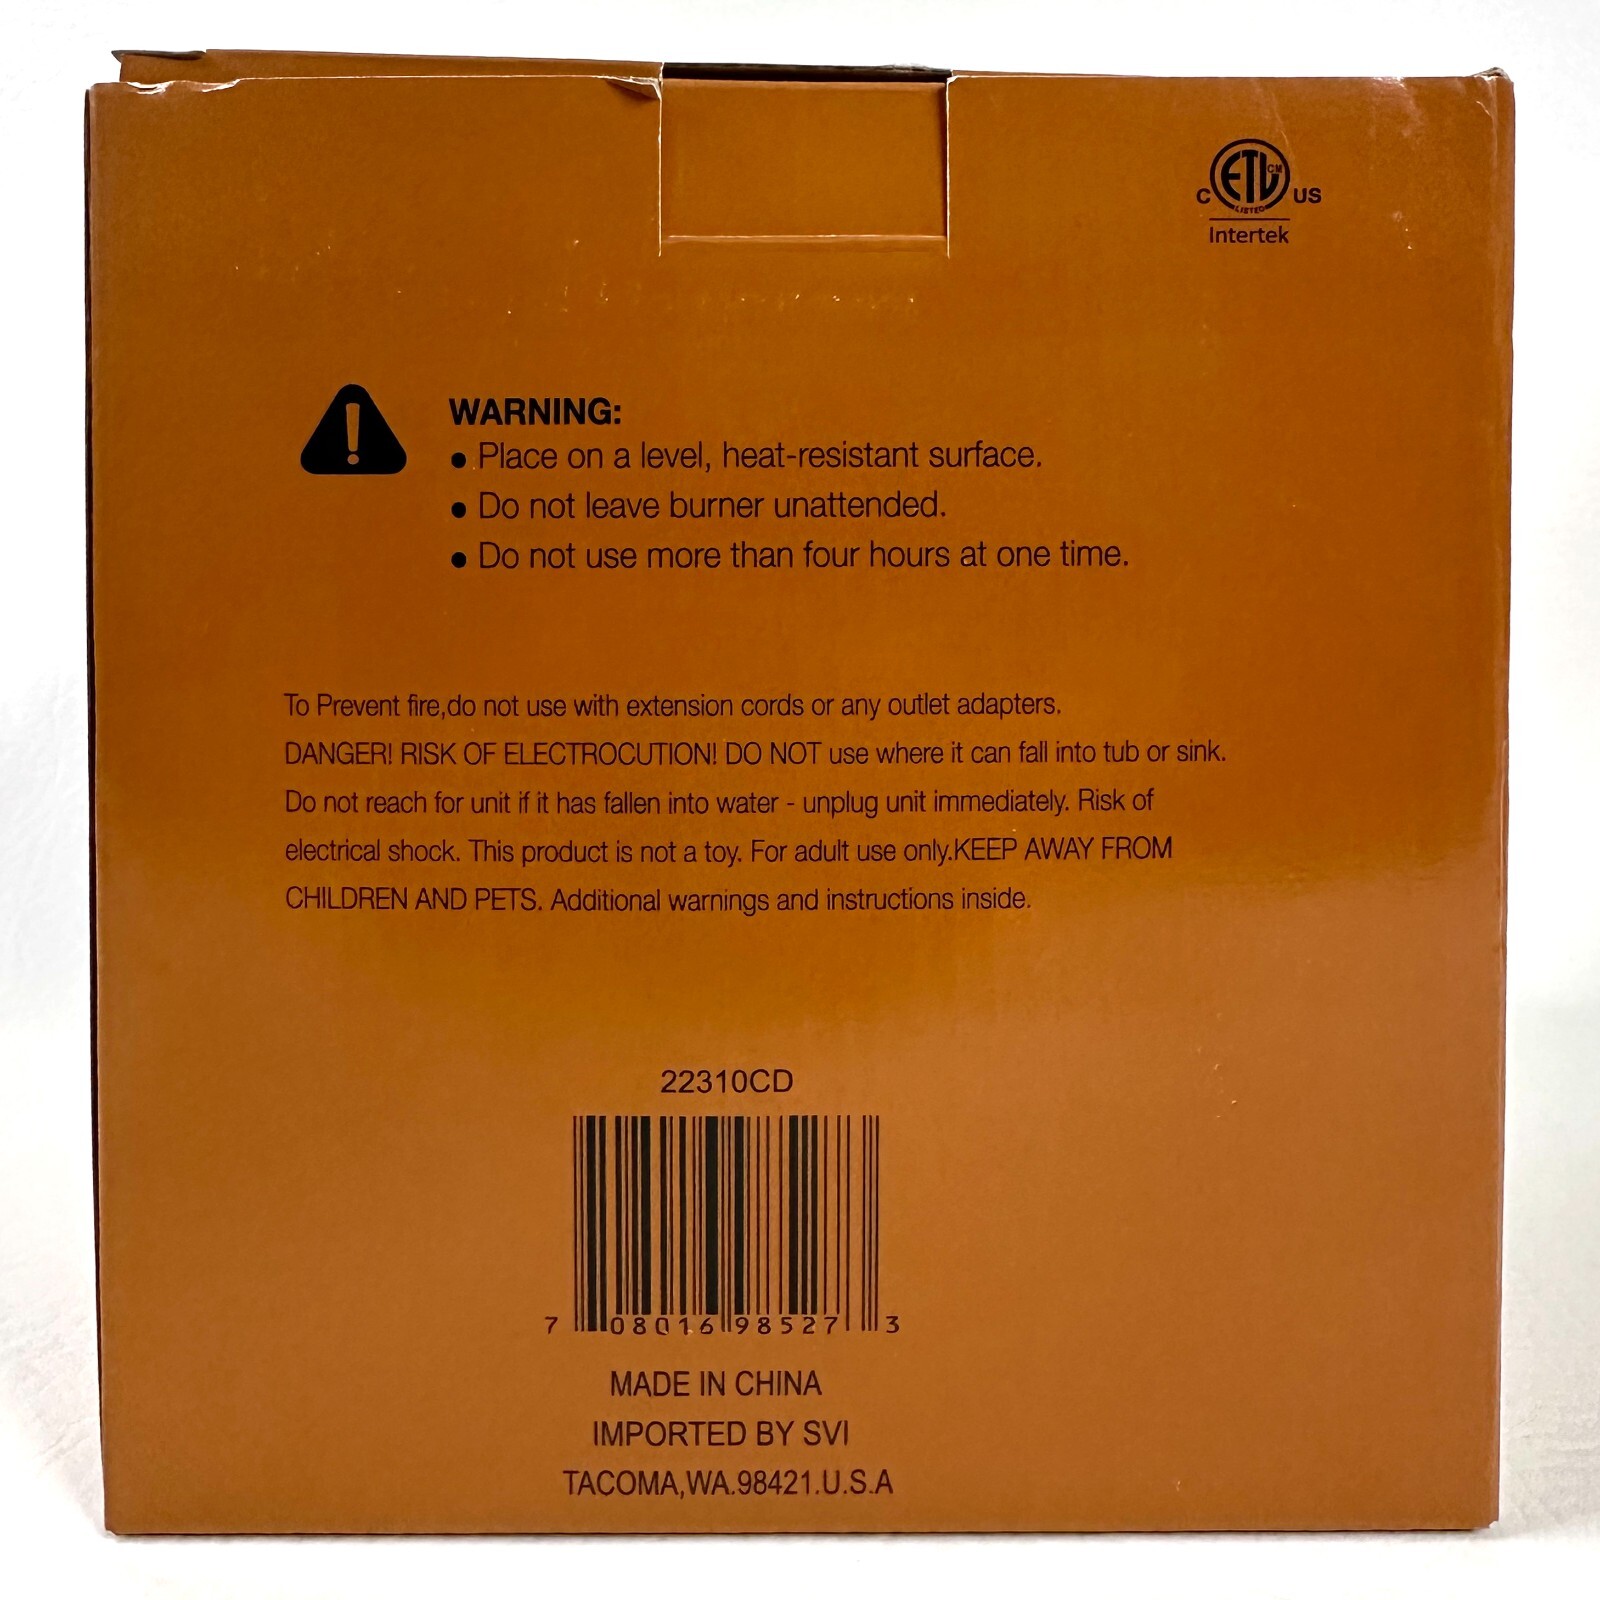 C ETL CM US
LISTED
Intertek
WARNING:
● Place on a level, heat-resistant surface.
● Do not leave burner unattended.
● Do not use more than four hours at one time.
To Prevent fire,do not use with extension cords or any outlet adapters.
DANGER! RISK OF ELECTROCUTION! DO NOT use where it can fall into tub or sink.
Do not reach for unit if it has fallen into water - unplug unit immediately. Risk of
electrical shock. This product is not a toy. For adult use only.KEEP AWAY FROM
CHILDREN AND PETS. Additional warnings and instructions inside.
22310CD
7 08016 98527 3
MADE IN CHINA
IMPORTED BY SVI
TACOMA,WA.98421.U.S.A